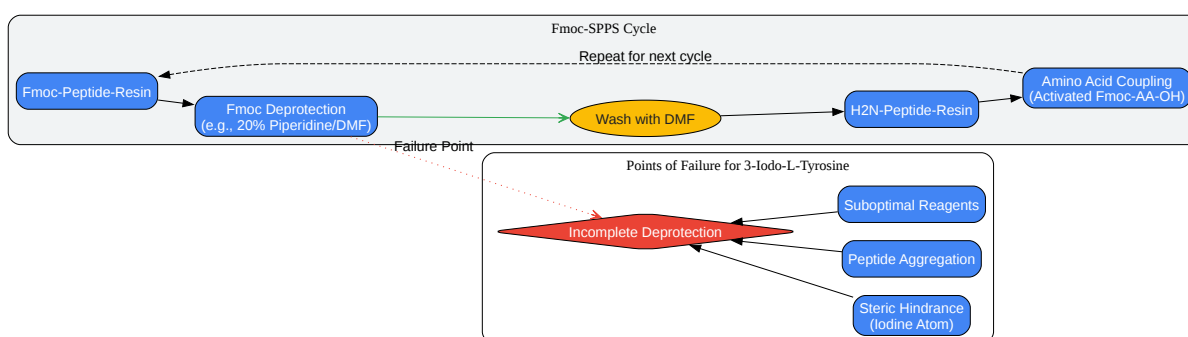 Fmoc-SPPS Cycle
Repeat for next cycle
Fmoc-Peptide-Resin
Fmoc Deprotection
(e.g., 20% Piperidine/DMF)
Wash with DMF
H2N-Peptide-Resin
Amino Acid Coupling
(Activated Fmoc-AA-OH)
Failure Point
Points of Failure for 3-Iodo-L-Tyrosine
Incomplete Deprotection
Suboptimal Reagents
Peptide Aggregation
Steric Hindrance
(Iodine Atom)